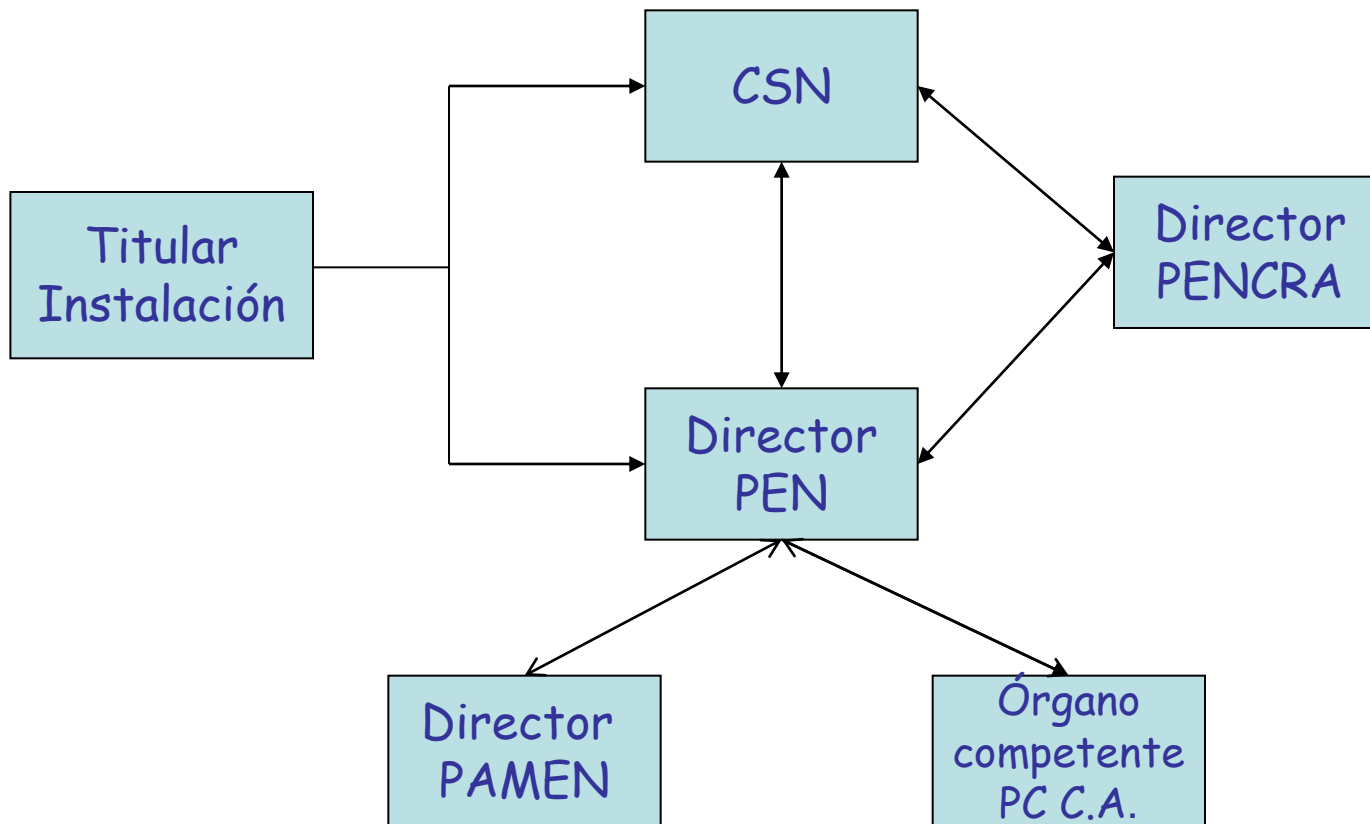 CSN
Titular
Instalación
Director
PENCRA
Director
PEN
Director
PAMEN
Órgano
competente
PC C.A.